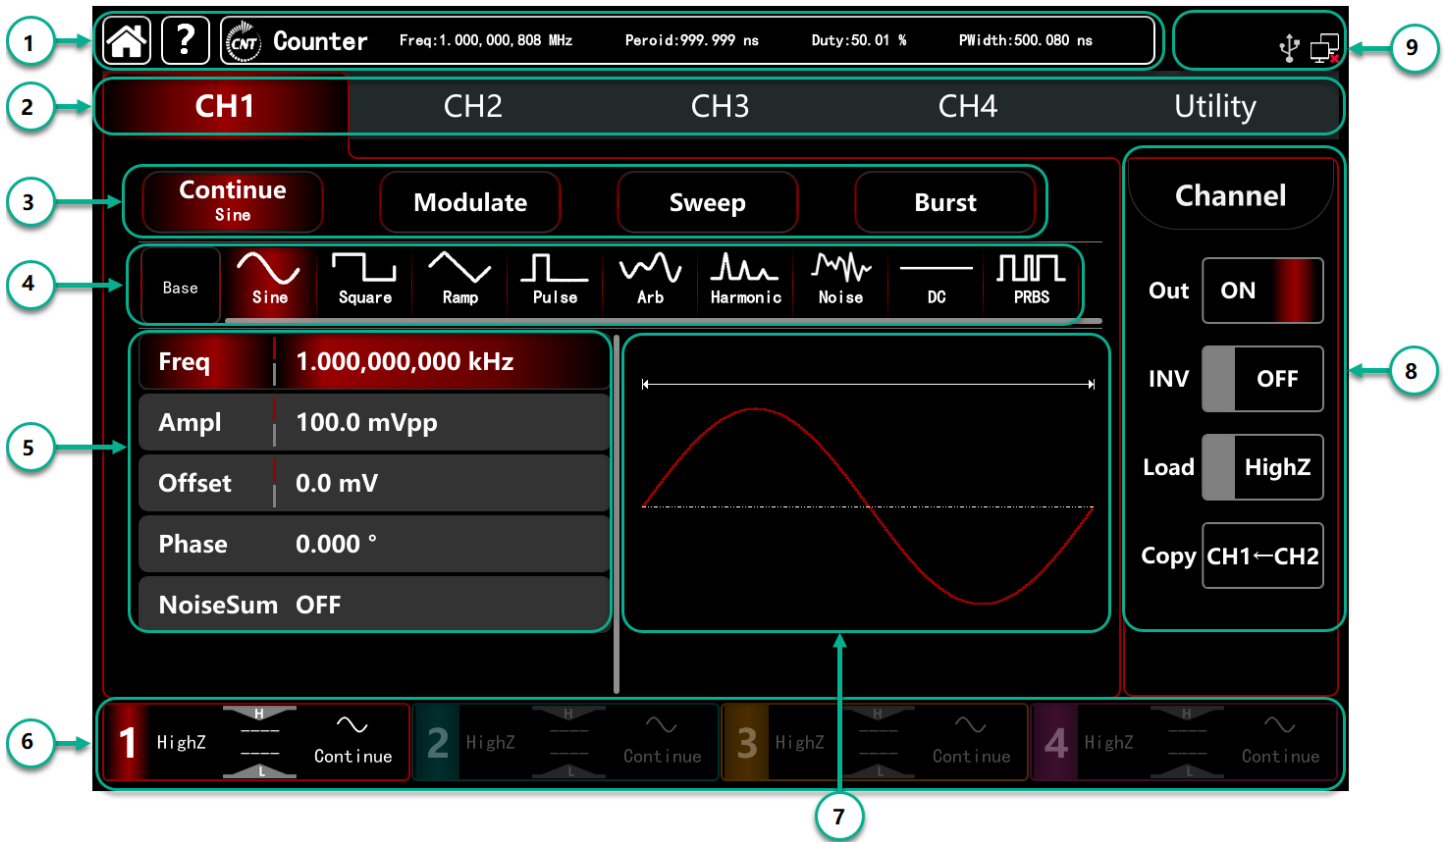 1
? CNT Counter Freq:1.000,000,808 MHz Peroid:999.999 ns Duty:50.01 % PWidth:500.080 ns
9
2
CH1 CH2 CH3 CH4 Utility
3
Continue
Sine
Modulate Sweep Burst
Channel
4
Base Sine Square Ramp Pulse Arb Harmonic Noise DC PRBS
5
Freq 1.000,000,000 kHz
Ampl 100.0 mVpp
Offset 0.0 mV
Phase 0.000 °
NoiseSum OFF
Out ON
INV OFF
Load HighZ
Copy CH1←CH2
8
6
1 HighZ H ---- ---- L Continue
2 HighZ H ---- ---- L Continue
3 HighZ H ---- ---- L Continue
4 HighZ H ---- ---- L Continue
7